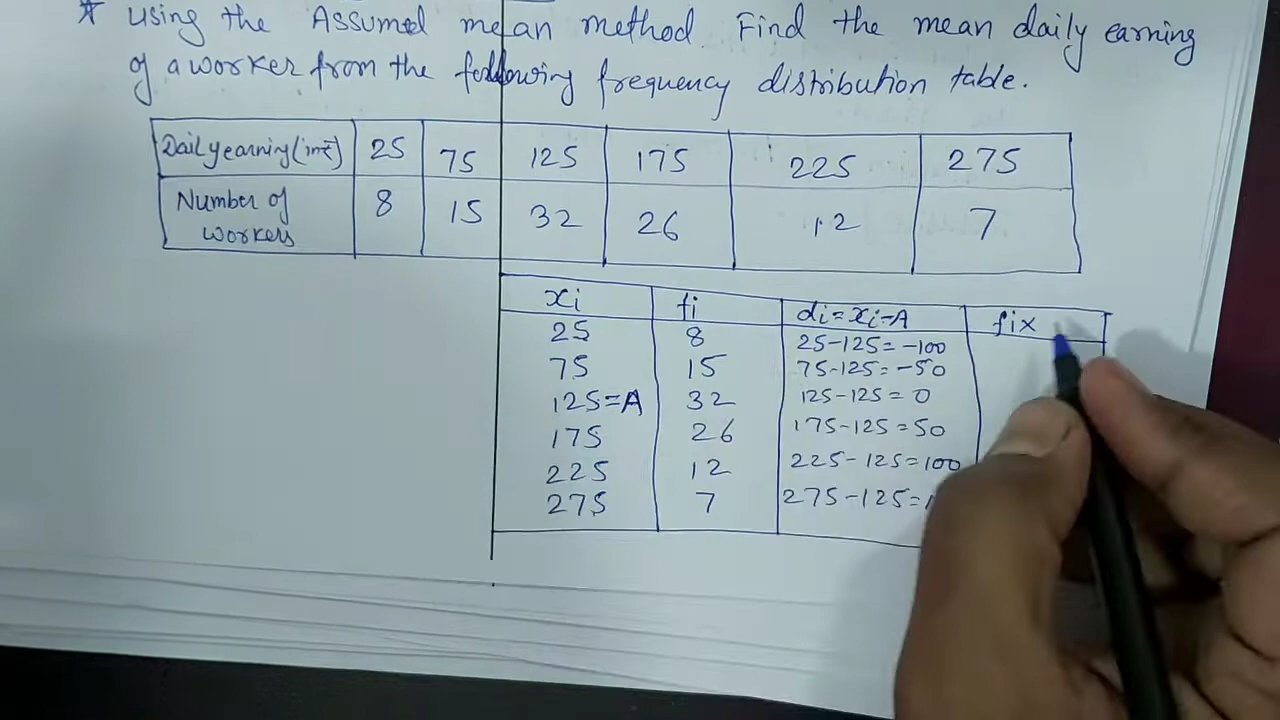 * Using the Assumed mean method. Find the mean daily earning
of a worker from the following frequency distribution table.
Daily earning (in ₹) 25 75 125 175 225 275
Number of workers 8 15 32 26 12 7
xi fi di = xi - A fix
25 8 25-125 = -100
75 15 75-125 = -50
125 = A 32 125-125 = 0
175 26 175-125 = 50
225 12 225-125 = 100
275 7 275-125 =